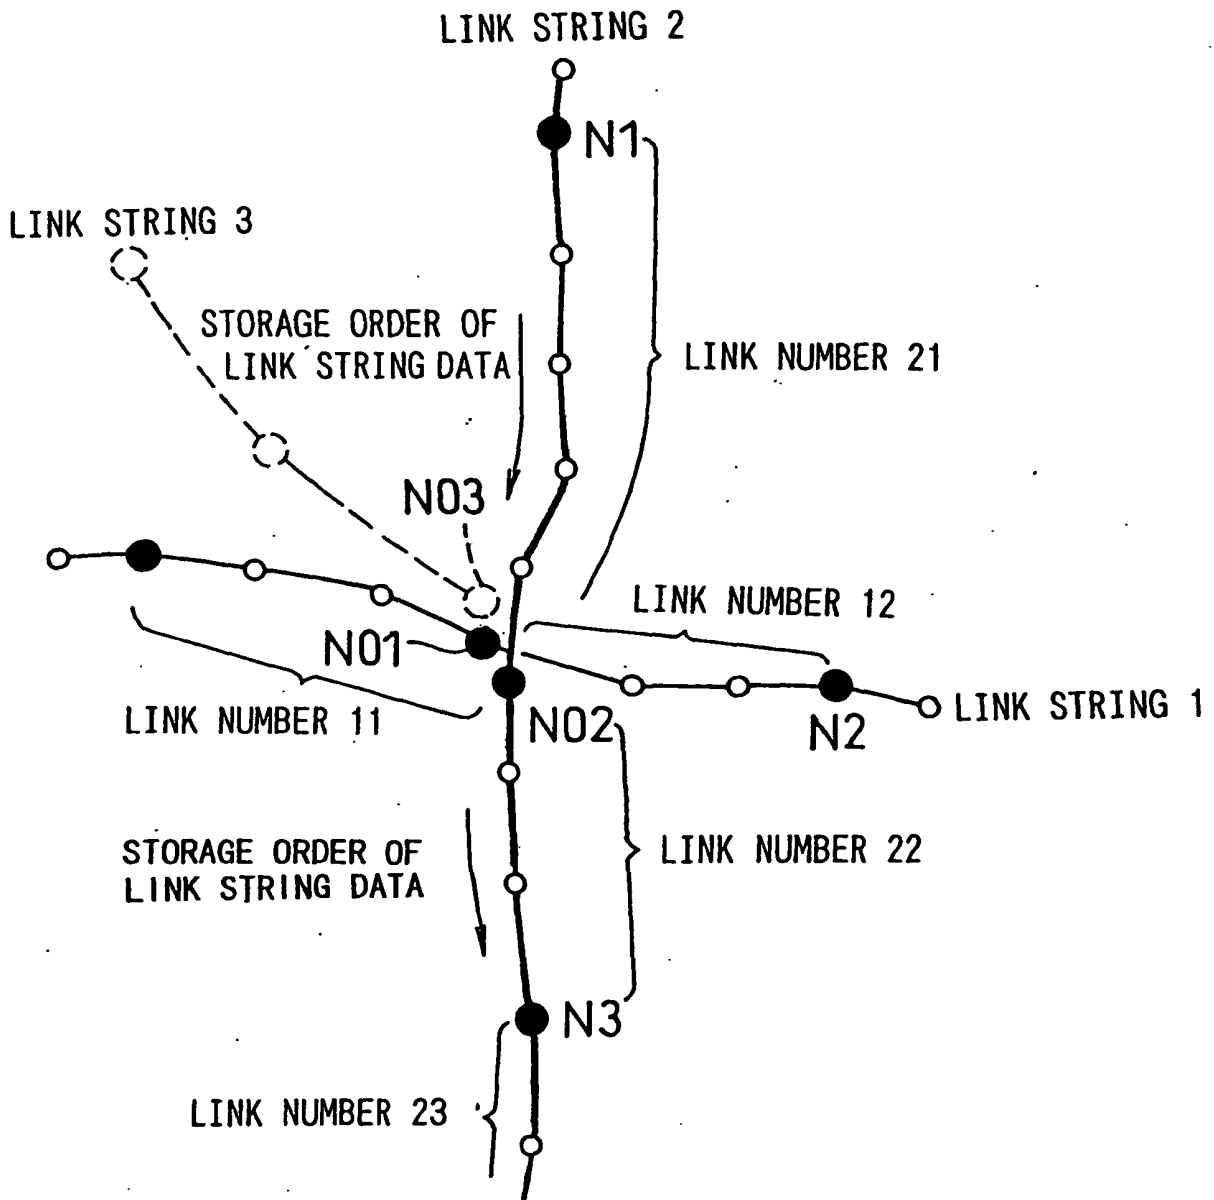 LINK STRING 2
N1
LINK STRING 3
STORAGE ORDER OF
LINK STRING DATA
LINK NUMBER 21
N03
LINK NUMBER 12
N01
LINK NUMBER 11
N02
N2
LINK STRING 1
STORAGE ORDER OF
LINK STRING DATA
LINK NUMBER 22
N3
LINK NUMBER 23